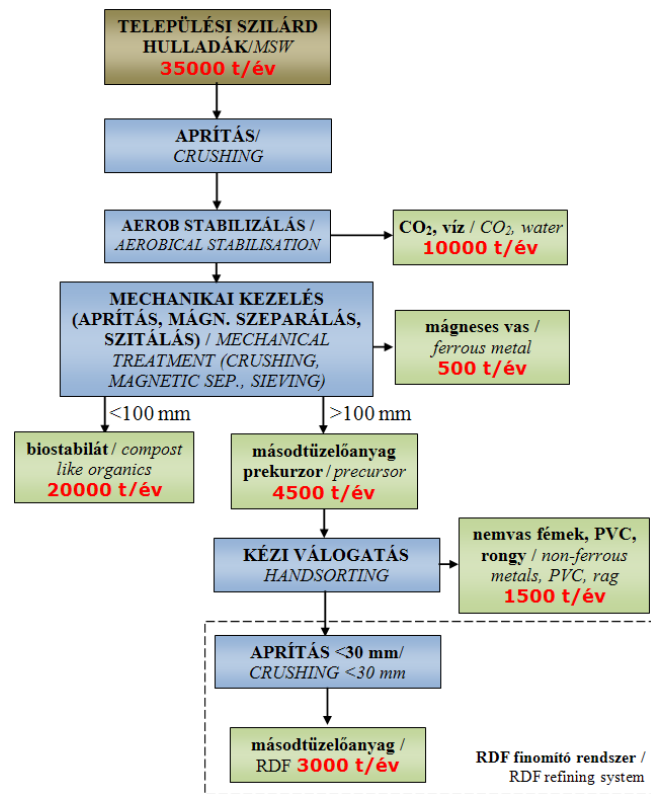 TELEPÜLÉSI SZILÁRD
HULLADÁK/MSW
35000 t/év
APRÍTÁS/
CRUSHING
AEROB STABILIZÁLÁS /
AEROBICAL STABILISATION
CO₂, víz / CO₂, water
10000 t/év
MECHANIKAI KEZELÉS
(APRÍTÁS, MÁGN. SZEPARÁLÁS,
SZITÁLÁS) / MECHANICAL
TREATMENT (CRUSHING,
MAGNETIC SEP., SIEVING)
mágneses vas /
ferrous metal
500 t/év
<100 mm
>100 mm
biostabilát / compost
like organics
20000 t/év
másodtüzelőanyag
prekurzor / precursor
4500 t/év
KÉZI VÁLOGATÁS
HANDSORTING
nemvas fémek, PVC,
rongy / non-ferrous
metals, PVC, rag
1500 t/év
APRÍTÁS <30 mm/
CRUSHING <30 mm
másodtüzelőanyag /
RDF 3000 t/év
RDF finomító rendszer /
RDF refining system